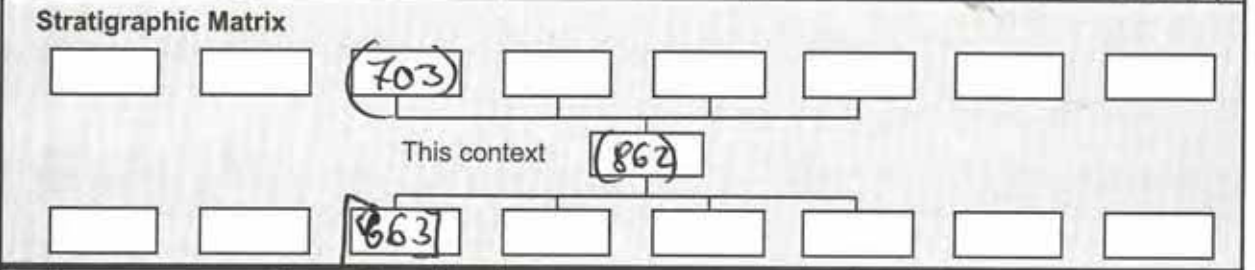 Stratigraphic Matrix
(703)
This context (862)
[863]